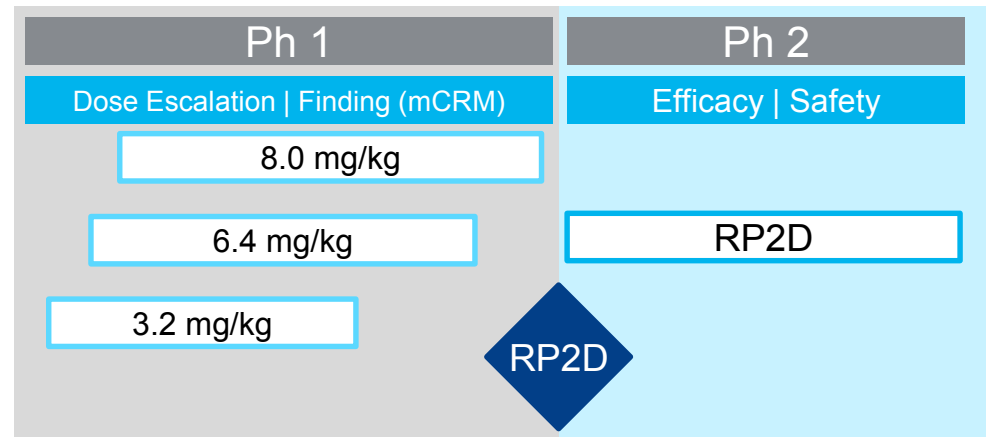 Ph 1
Ph 2
Dose Escalation | Finding (mCRM)
Efficacy | Safety
8.0 mg/kg
6.4 mg/kg
RP2D
3.2 mg/kg
RP2D